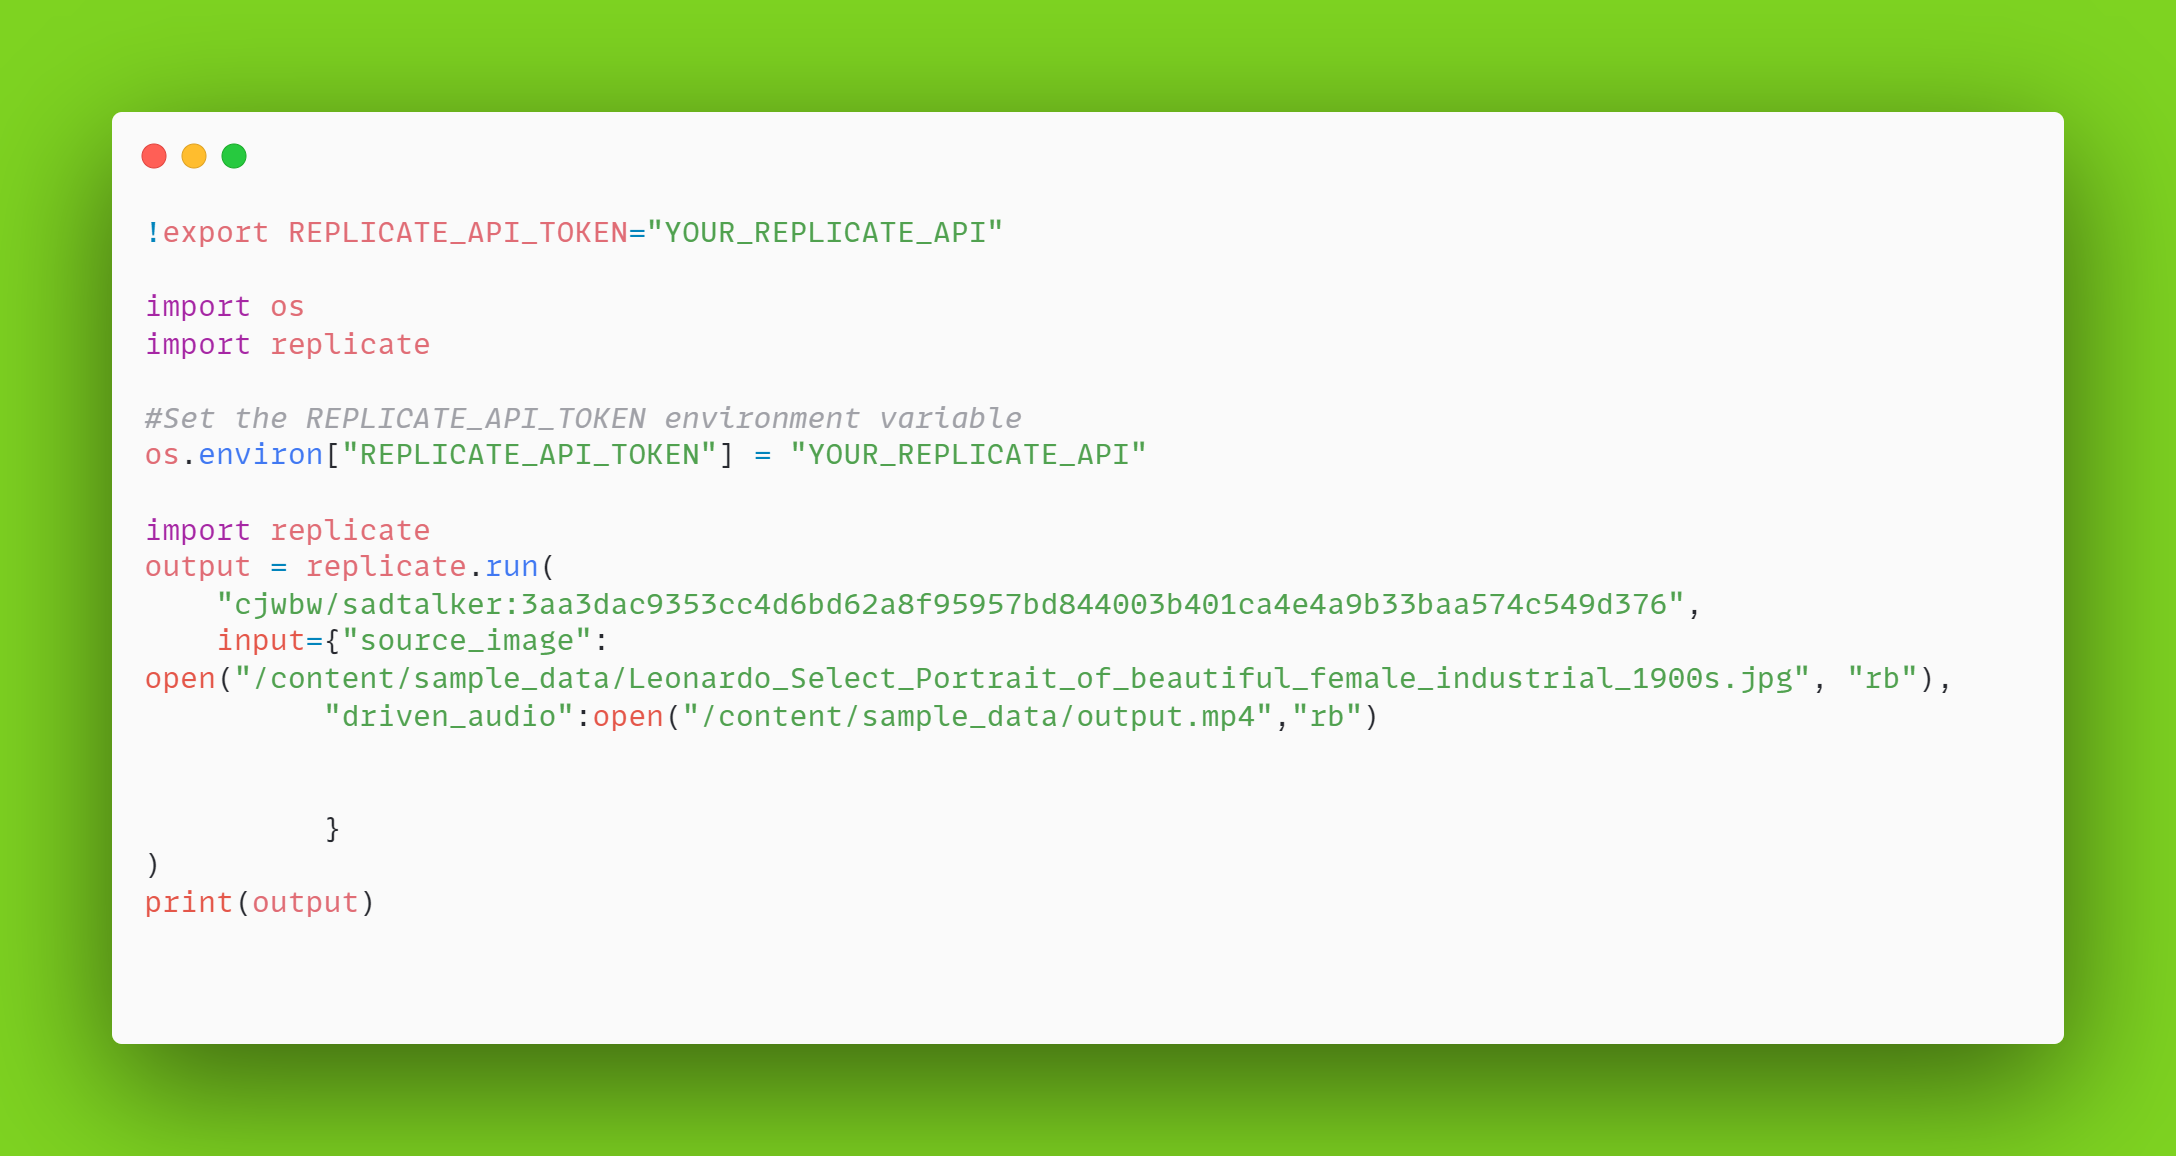 !export REPLICATE_API_TOKEN="YOUR_REPLICATE_API"
import os
import replicate
#Set the REPLICATE_API_TOKEN environment variable
os.environ["REPLICATE_API_TOKEN"] = "YOUR_REPLICATE_API"
import replicate
output = replicate.run(
    "cjwbw/sadtalker:3aa3dac9353cc4d6bd62a8f95957bd844003b401ca4e4a9b33baa574c549d376",
    input={"source_image":
open("/content/sample_data/Leonardo_Select_Portrait_of_beautiful_female_industrial_1900s.jpg", "rb"),
          "driven_audio":open("/content/sample_data/output.mp4","rb")
          }
)
print(output)